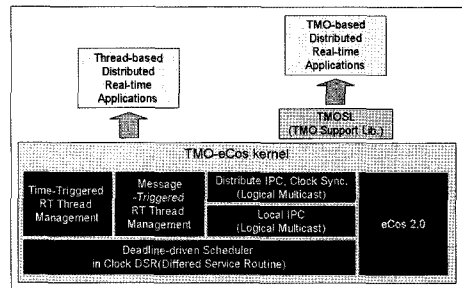 Thread-based
Distributed
Real-time
Applications
TMO-based
Distributed
Real-time
Applications
TMOSL
(TMO Support Lib.)
TMO-eCos kernel
Time-Triggered
RT Thread
Management
Message
-Triggered
RT Thread
Management
Distribute IPC, Clock Sync.
(Logical Multicast)
Local IPC
(Logical Multicast)
eCos 2.0
Deadline-driven Scheduler
in Clock DSR(Differed Service Routine)